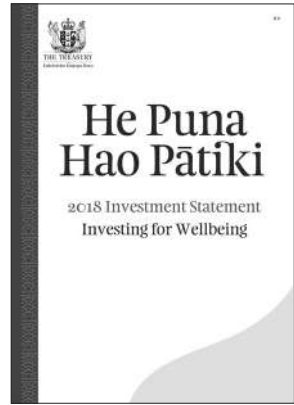 THE TREASURY
He Puna
Hao Pātiki
2018 Investment Statement
Investing for Wellbeing